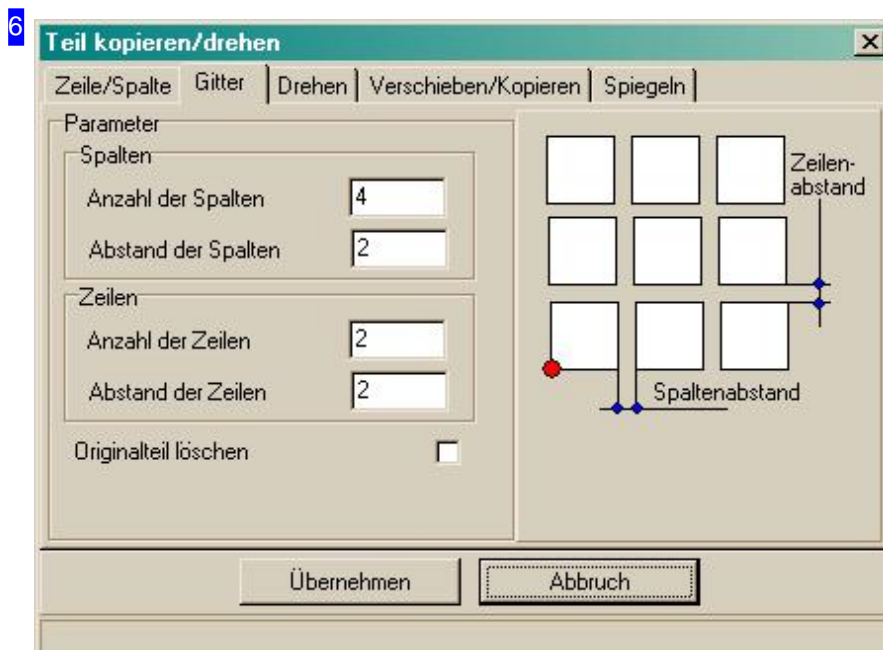 6
Teil kopieren/drehen
Zeile/Spalte Gitter Drehen Verschieben/Kopieren Spiegeln
Parameter
Spalten
Anzahl der Spalten 4
Abstand der Spalten 2
Zeilen
Anzahl der Zeilen 2
Abstand der Zeilen 2
Originalteil löschen
Zeilen-
abstand
Spaltenabstand
Übernehmen Abbruch